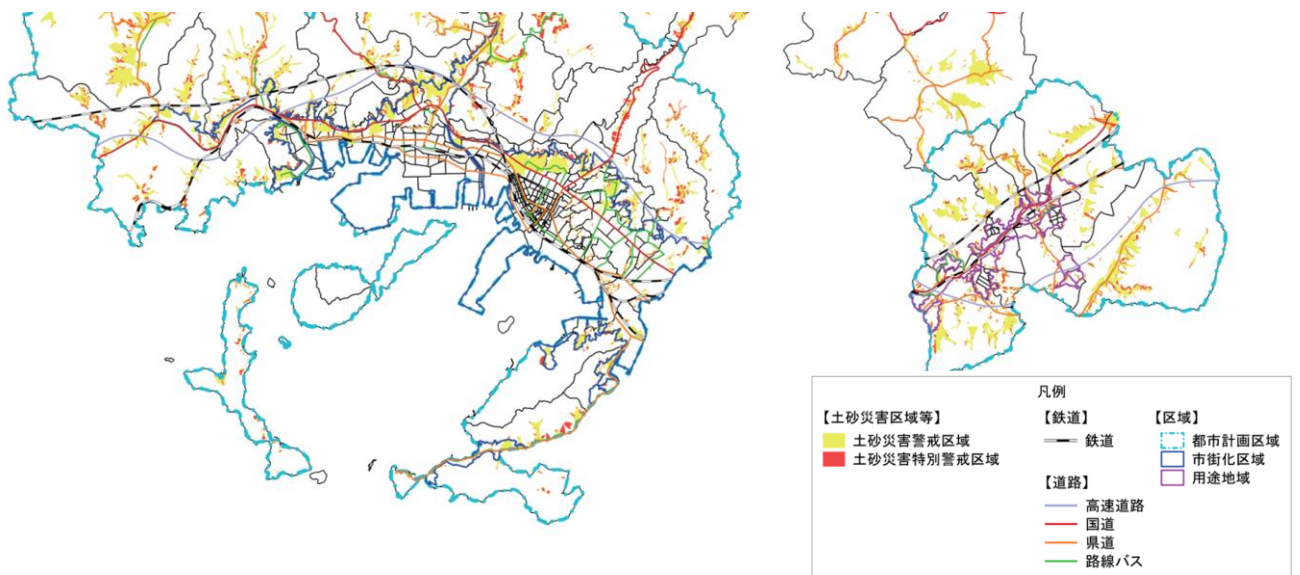 凡例
【土砂災害区域等】
土砂災害警戒区域
土砂災害特別警戒区域
【鉄道】
鉄道
【道路】
高速道路
国道
県道
路線バス
【区域】
都市計画区域
市街化区域
用途地域